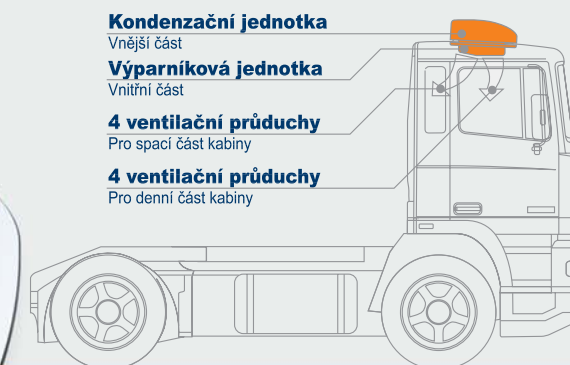 Kondenzační jednotka
Vnější část
Výparníková jednotka
Vnitřní část
4 ventilační průduchy
Pro spací část kabiny
4 ventilační průduchy
Pro denní část kabiny